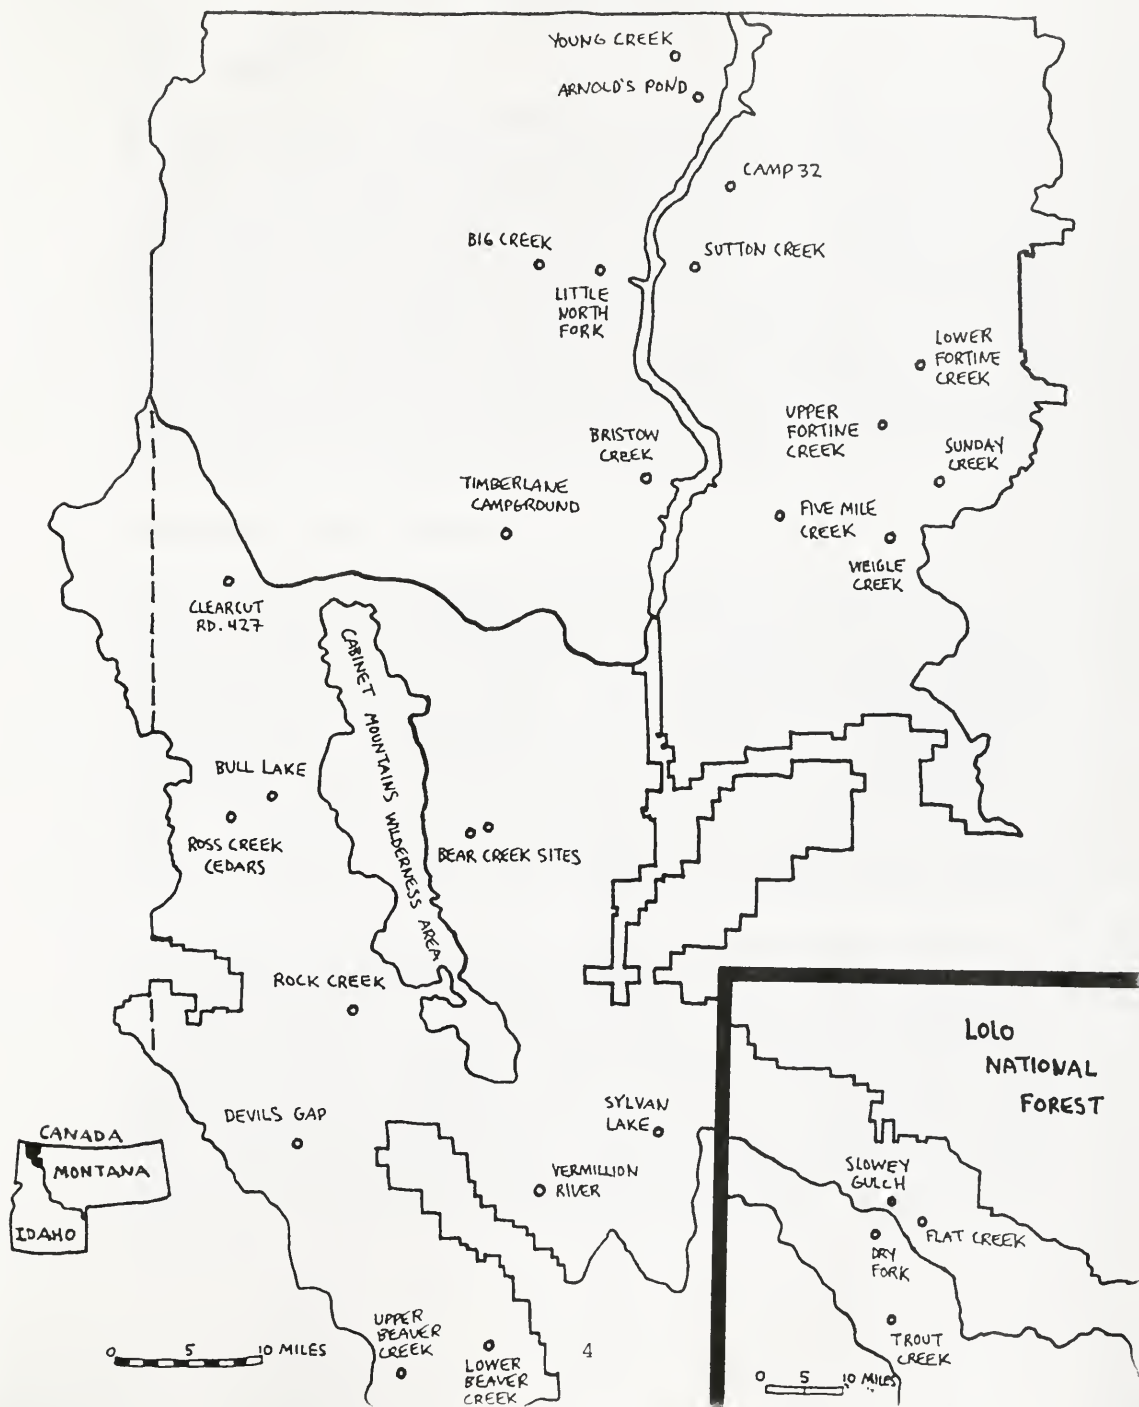 YOUNG CREEK
ARNOLD'S POND
CAMP 32
BIG CREEK
SUTTON CREEK
LITTLE
NORTH
FORK
LOWER
FORTINE
CREEK
UPPER
FORTINE
CREEK
BRISTOW
CREEK
SUNDAY
CREEK
TIMBERLANE
CAMPGROUND
FIVE MILE
CREEK
WEIGLE
CREEK
CLEARCUT
RD. 427
CABINET MOUNTAINS WILDERNESS AREA
BULL LAKE
ROSS CREEK
CEDARS
BEAR CREEK SITES
ROCK CREEK
LOLO
NATIONAL
FOREST
DEVILS GAP
SYLVAN
LAKE
CANADA
MONTANA
IDAHO
VERMILLION
RIVER
SLOWEY
GULCH
FLAT CREEK
DRY
FORK
UPPER
BEAVER
CREEK
LOWER
BEAVER
CREEK
TROUT
CREEK
0 5 10 MILES
4
0 5 10 MILES